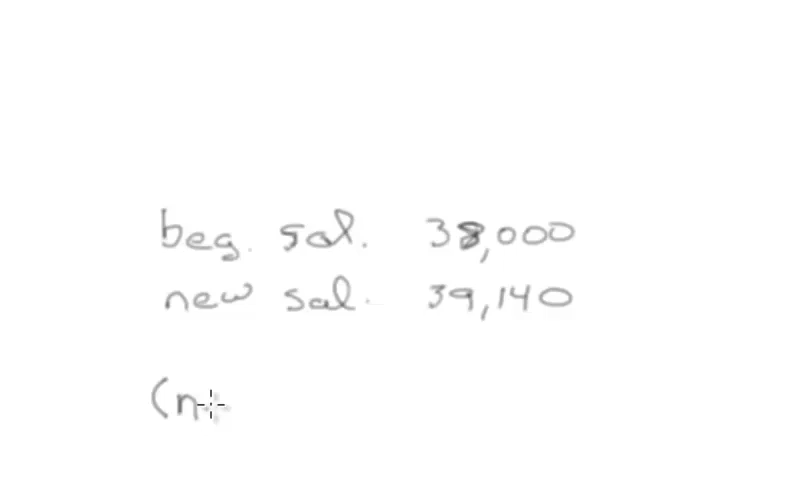 beg. sal. 38,000
new sal. 39,140
(n